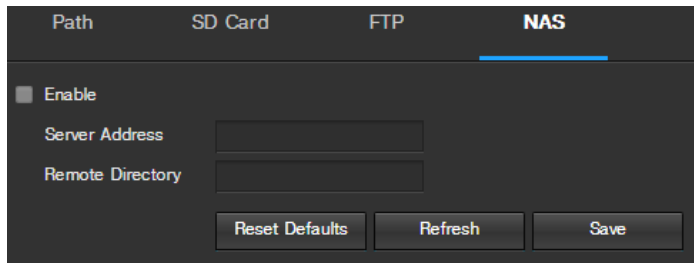 Path SD Card FTP NAS
Enable
Server Address
Remote Directory
Reset Defaults Refresh Save